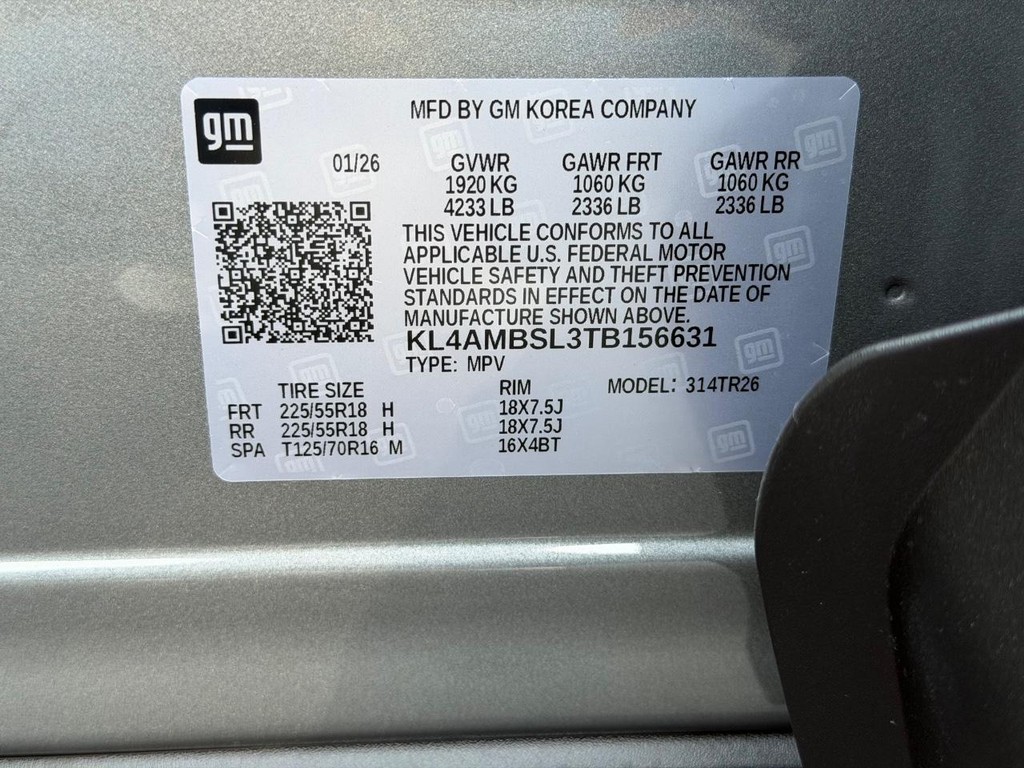 gm
MFD BY GM KOREA COMPANY
01/26 GVWR GAWR FRT GAWR RR
1920 KG 1060 KG 1060 KG
4233 LB 2336 LB 2336 LB
THIS VEHICLE CONFORMS TO ALL
APPLICABLE U.S. FEDERAL MOTOR
VEHICLE SAFETY AND THEFT PREVENTION
STANDARDS IN EFFECT ON THE DATE OF
MANUFACTURE SHOWN ABOVE.
KL4AMBSL3TB156631
TYPE: MPV
TIRE SIZE RIM MODEL: 314TR26
FRT 225/55R18 H 18X7.5J
RR 225/55R18 H 18X7.5J
SPA T125/70R16 M 16X4BT